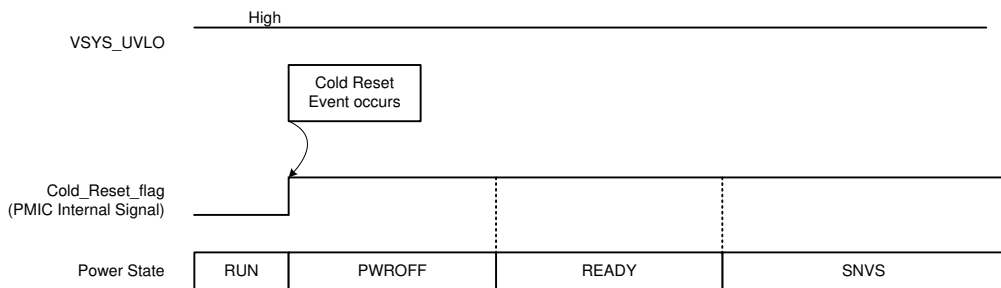 High
VSYS_UVLO
Cold Reset
Event occurs
Cold_Reset_flag
(PMIC Internal Signal)
Power State
RUN
PWROFF
READY
SNVS